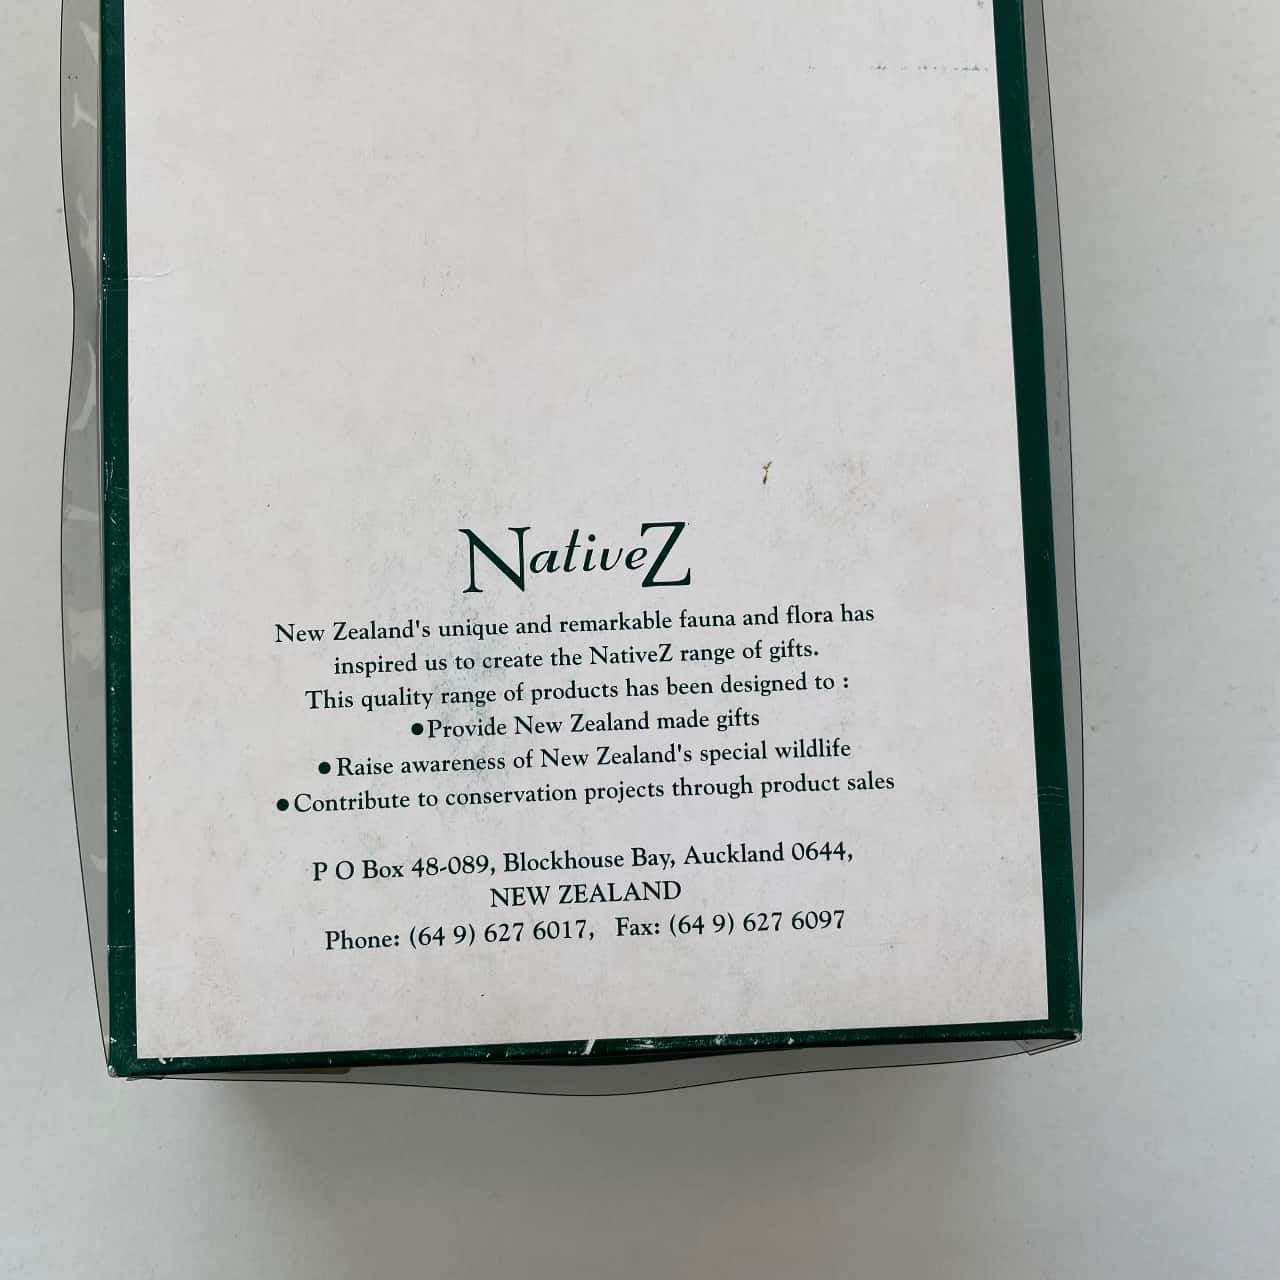 NativeZ
New Zealand's unique and remarkable fauna and flora has
inspired us to create the NativeZ range of gifts.
This quality range of products has been designed to :
●Provide New Zealand made gifts
●Raise awareness of New Zealand's special wildlife
●Contribute to conservation projects through product sales
P O Box 48-089, Blockhouse Bay, Auckland 0644,
NEW ZEALAND
Phone: (64 9) 627 6017, Fax: (64 9) 627 6097